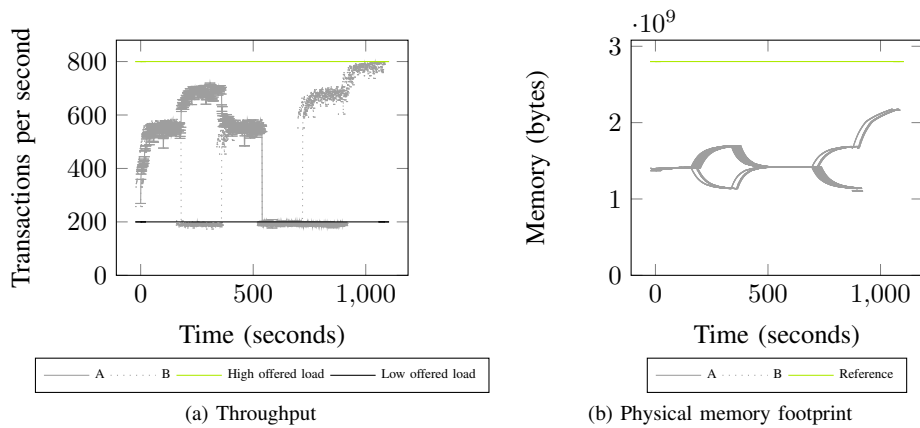 Transactions per second
800
600
400
200
0
0
500
1,000
Time (seconds)
A
B
High offered load
Low offered load
(a) Throughput
·10^9
Memory (bytes)
3
2
1
0
0
500
1,000
Time (seconds)
A
B
Reference
(b) Physical memory footprint